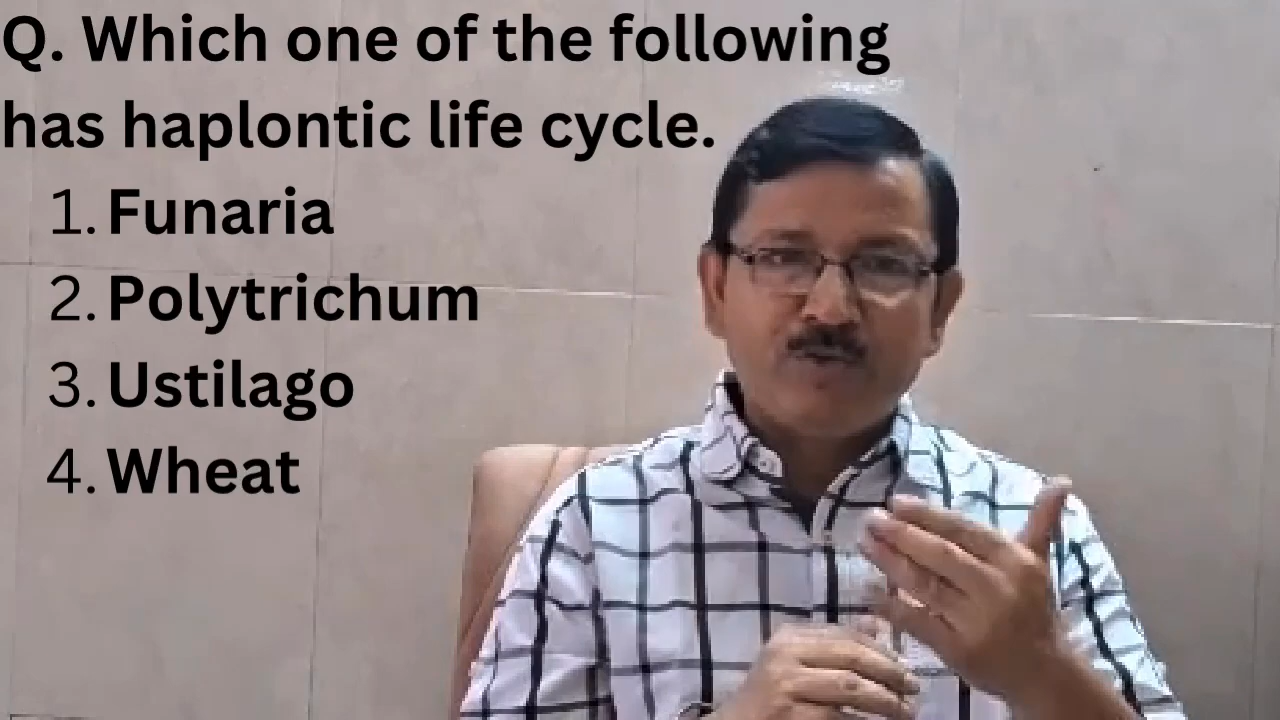 Q. Which one of the following
has haplontic life cycle.
1. Funaria
2. Polytrichum
3. Ustilago
4. Wheat